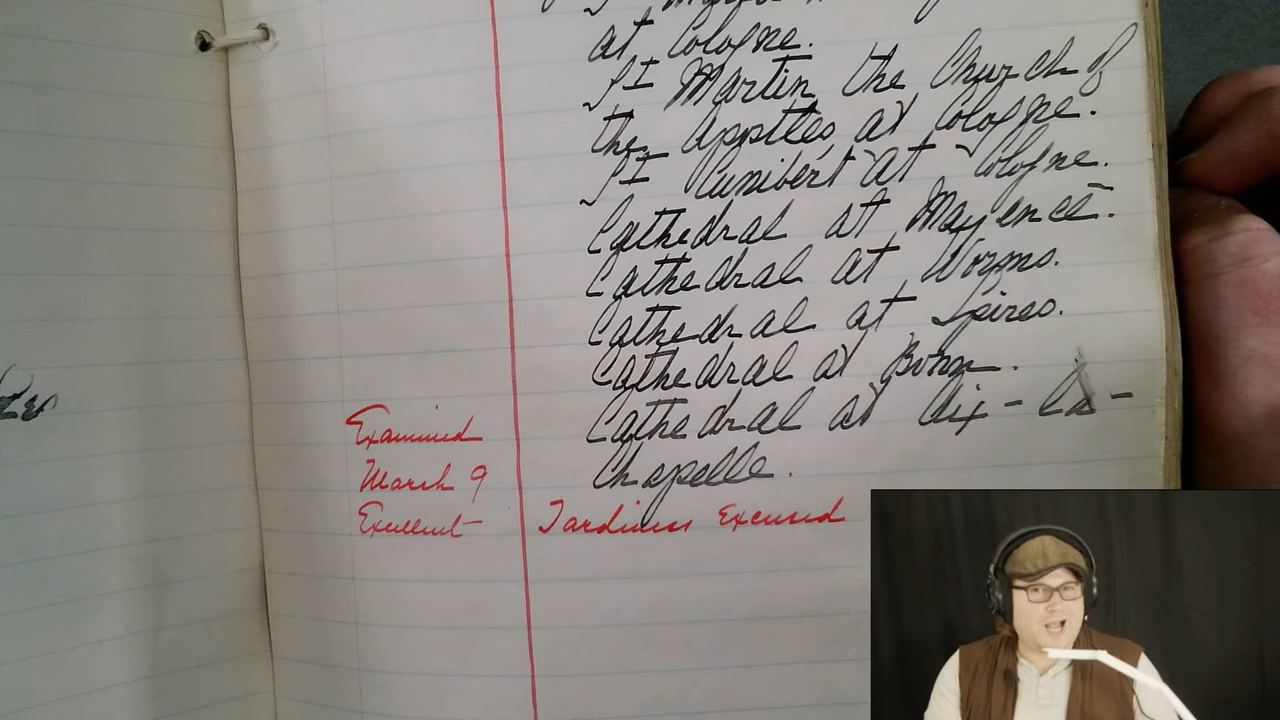 at Cologne.
St Martin the Church of
the Appstles, at Cologne.
St Cunibert at Cologne.
Cathedral at Mayence.
Cathedral at Worms.
Cathedral at Spires.
Cathedral at Bonn.
Cathedral at Aix-La-
Chapelle.
Examined
March 9
Excellent
Tardiness Excused